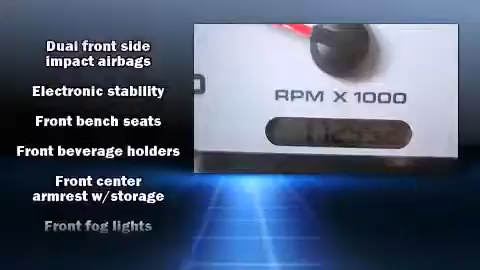 Dual front side
impact airbags
Electronic stability
Front bench seats
Front beverage holders
Front center
armrest w/storage
Front fog lights
RPM X 1000